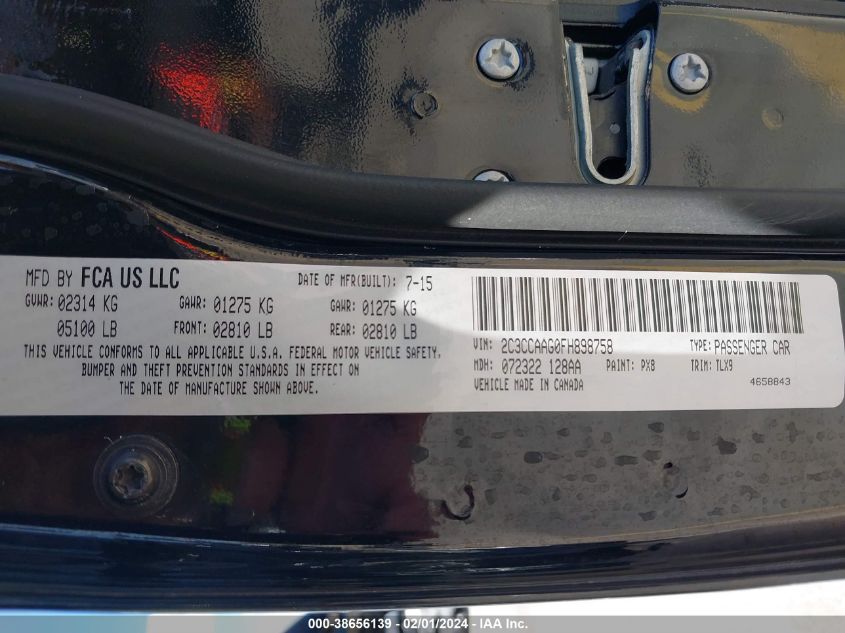 MFD BY FCA US LLC
DATE OF MFR(BUILT): 7-15
GVWR: 02314 KG
GAWR: 01275 KG
GAWR: 01275 KG
05100 LB
FRONT: 02810 LB
REAR: 02810 LB
THIS VEHICLE CONFORMS TO ALL APPLICABLE U.S.A. FEDERAL MOTOR VEHICLE SAFETY,
BUMPER AND THEFT PREVENTION STANDARDS IN EFFECT ON
THE DATE OF MANUFACTURE SHOWN ABOVE.
VIN: 2C3CCAAG0FH898758
TYPE: PASSENGER CAR
MDH: 072322 128AA
PAINT: PX8
TRIM: TLX9
VEHICLE MADE IN CANADA
4658843
000-38656139 - 02/01/2024 - IAA Inc.